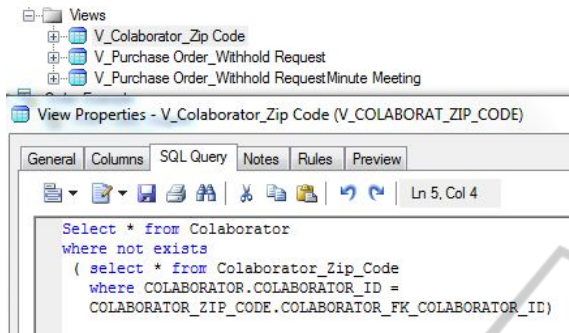 Views
V_Colaborator_Zip Code
V_Purchase Order_Withhold Request
V_Purchase Order_Withhold RequestMinute Meeting
View Properties - V_Colaborator_Zip Code (V_COLABORAT_ZIP_CODE)
General Columns SQL Query Notes Rules Preview
Ln 5, Col 4
Select * from Colaborator
where not exists
( select * from Colaborator_Zip_Code
where COLABORATOR.COLABORATOR_ID =
COLABORATOR_ZIP_CODE.COLABORATOR_FK_COLABORATOR_ID)